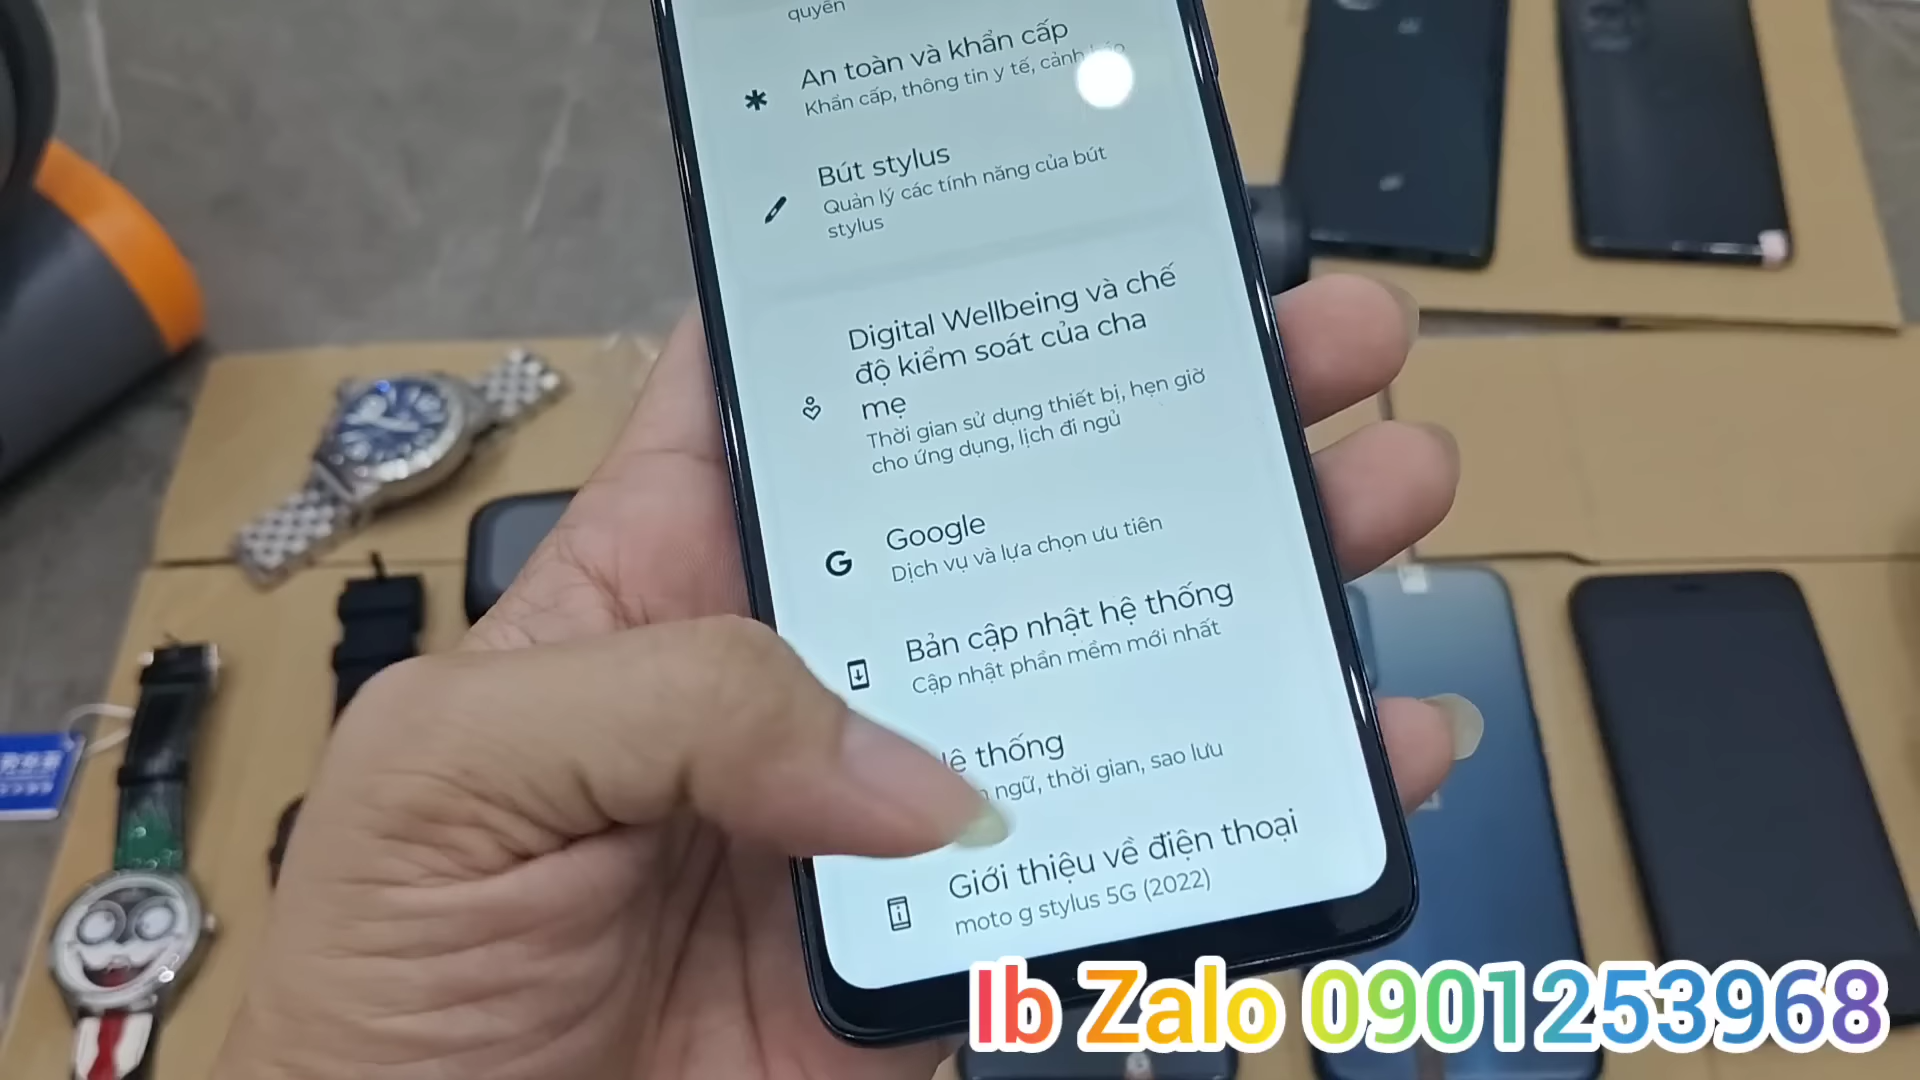 quyền
An toàn và khẩn cấp
Khẩn cấp, thông tin y tế, cảnh
Bút stylus
Quản lý các tính năng của bút
stylus
Digital Wellbeing và chế
độ kiểm soát của cha
mẹ
Thời gian sử dụng thiết bị, hẹn giờ
cho ứng dụng, lịch đi ngủ
G
Google
Dịch vụ và lựa chọn ưu tiên
Bản cập nhật hệ thống
Cập nhật phần mềm mới nhất
thống
ngữ, thời gian, sao lưu
Giới thiệu về điện thoại
moto g stylus 5G (2022)
Ib Zalo 0901253968